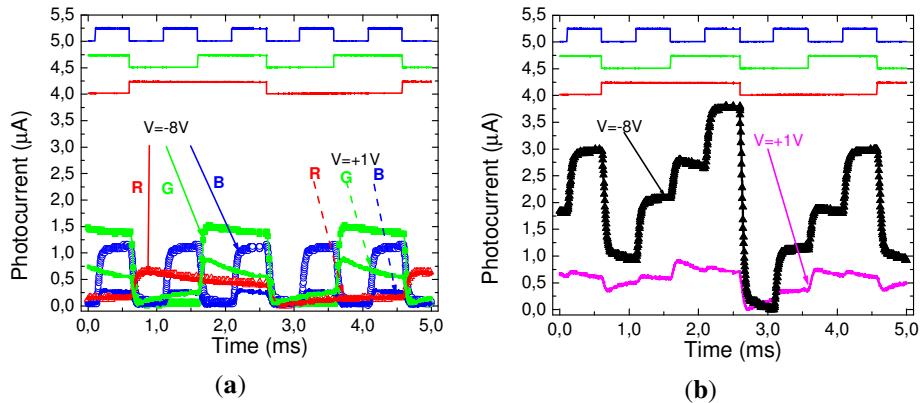 5,5
5,0
4,5
4,0
3,5
3,0
2,5
2,0
1,5
1,0
0,5
0,0
Photocurrent (μA)
V=-8V
R G B
V=+1V
R G B
0,0 1,0 2,0 3,0 4,0 5,0
Time (ms)
(a)
5,5
5,0
4,5
4,0
3,5
3,0
2,5
2,0
1,5
1,0
0,5
0,0
Photocurrent (μA)
V=-8V
V=+1V
0,0 1,0 2,0 3,0 4,0 5,0
Time (ms)
(b)